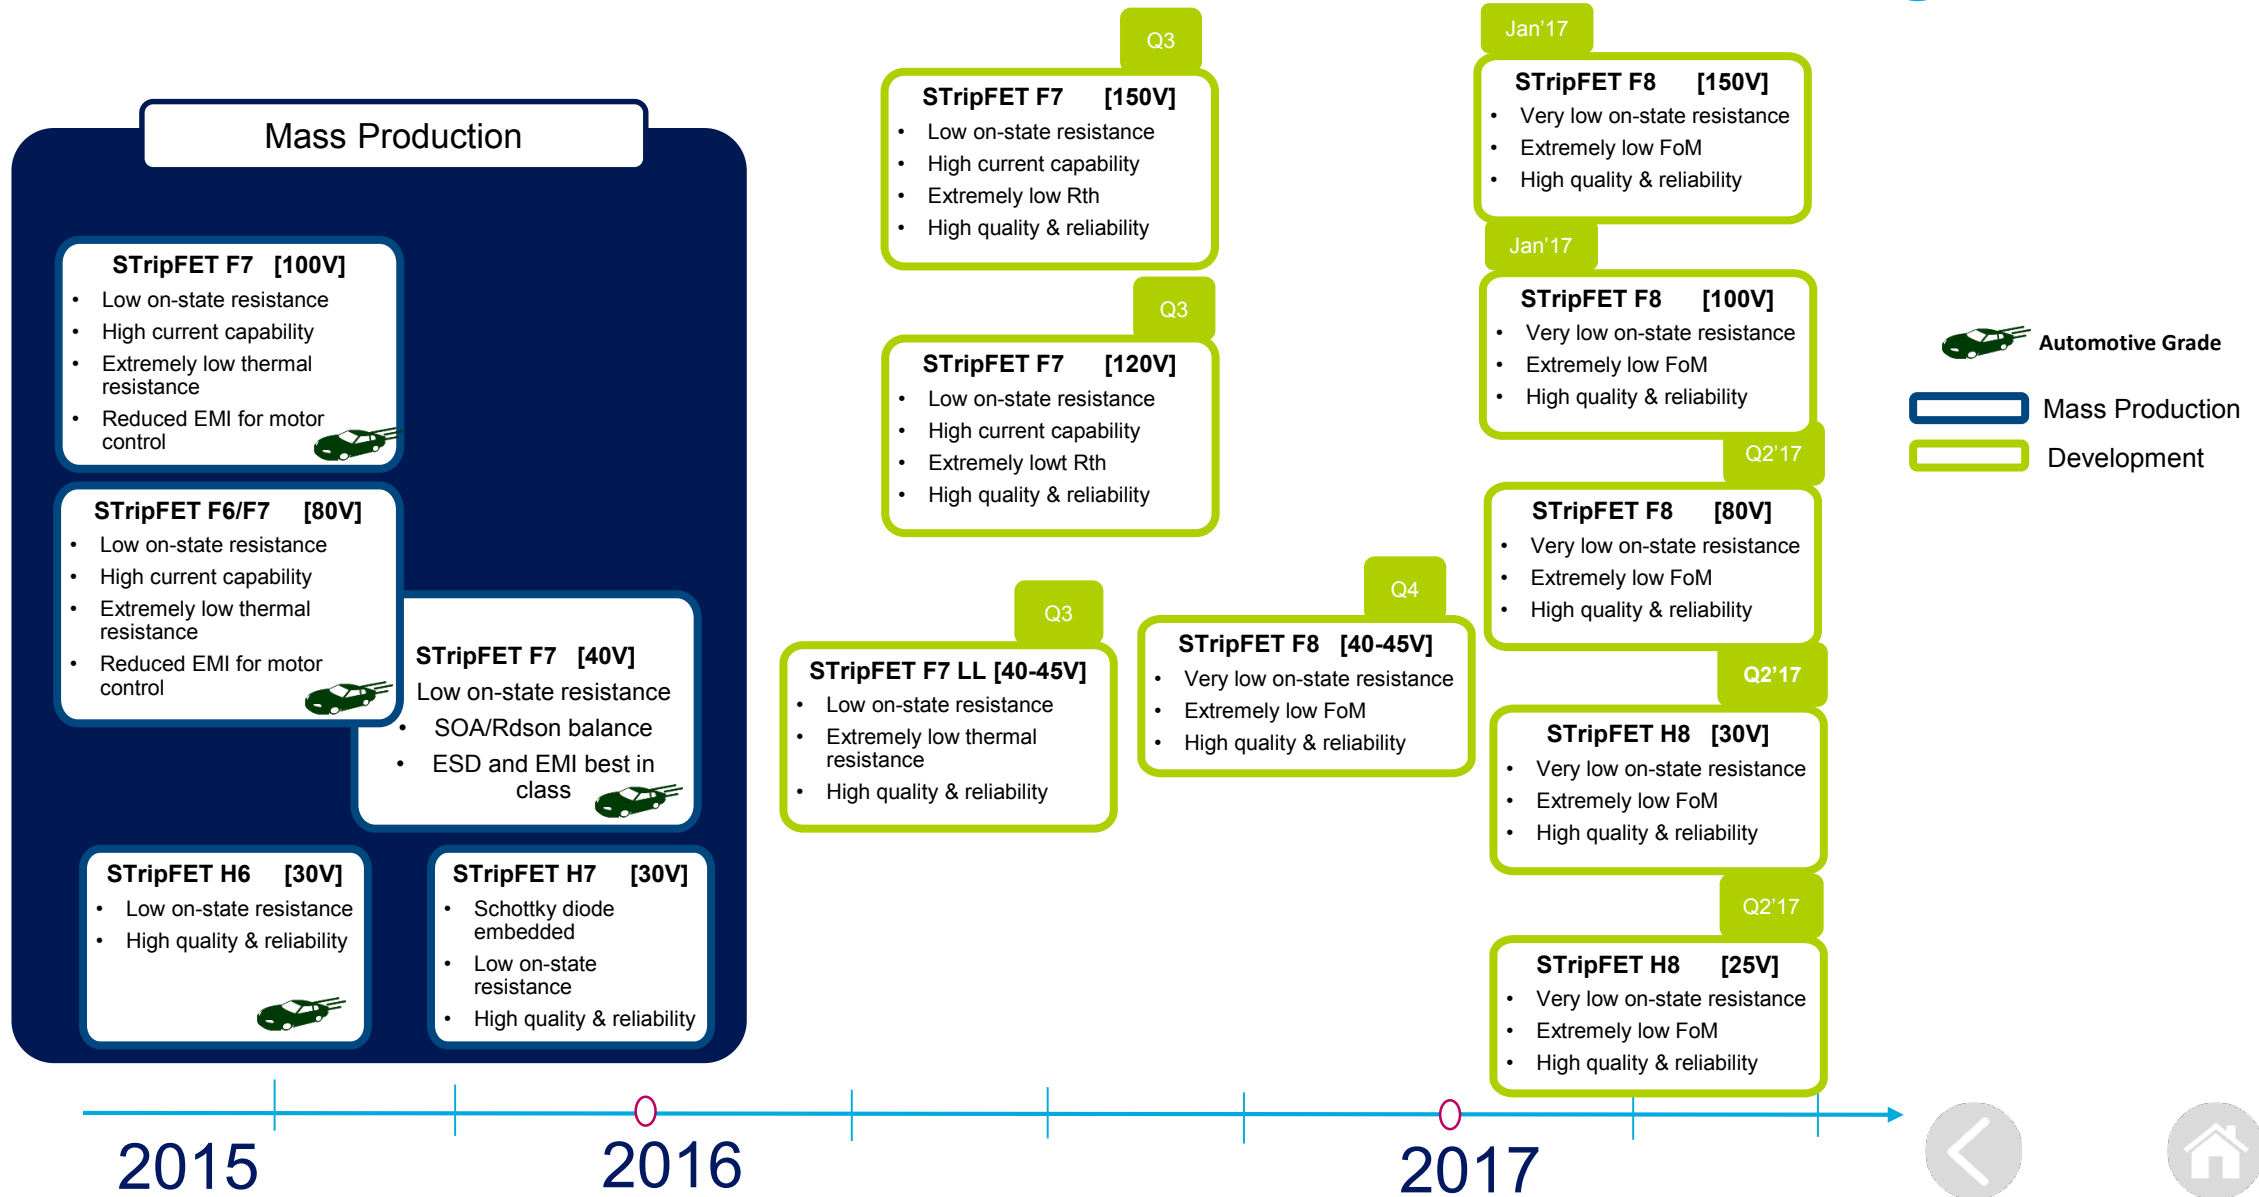 Mass Production
STripFET F7 [100V]
• Low on-state resistance
• High current capability
• Extremely low thermal
resistance
• Reduced EMI for motor
control
STripFET F6/F7 [80V]
• Low on-state resistance
• High current capability
• Extremely low thermal
resistance
• Reduced EMI for motor
control
STripFET F7 [40V]
Low on-state resistance
• SOA/Rdson balance
• ESD and EMI best in
class
STripFET H6 [30V]
• Low on-state resistance
• High quality & reliability
STripFET H7 [30V]
• Schottky diode
embedded
• Low on-state
resistance
• High quality & reliability
Q3
STripFET F7 [150V]
• Low on-state resistance
• High current capability
• Extremely low Rth
• High quality & reliability
Q3
STripFET F7 [120V]
• Low on-state resistance
• High current capability
• Extremely lowt Rth
• High quality & reliability
Q3
STripFET F7 LL [40-45V]
• Low on-state resistance
• Extremely low thermal
resistance
• High quality & reliability
Q4
STripFET F8 [40-45V]
• Very low on-state resistance
• Extremely low FoM
• High quality & reliability
Jan'17
STripFET F8 [150V]
• Very low on-state resistance
• Extremely low FoM
• High quality & reliability
Jan'17
STripFET F8 [100V]
• Very low on-state resistance
• Extremely low FoM
• High quality & reliability
Q2'17
STripFET F8 [80V]
• Very low on-state resistance
• Extremely low FoM
• High quality & reliability
Q2'17
STripFET H8 [30V]
• Very low on-state resistance
• Extremely low FoM
• High quality & reliability
Q2'17
STripFET H8 [25V]
• Very low on-state resistance
• Extremely low FoM
• High quality & reliability
Automotive Grade
Mass Production
Development
2015
2016
2017